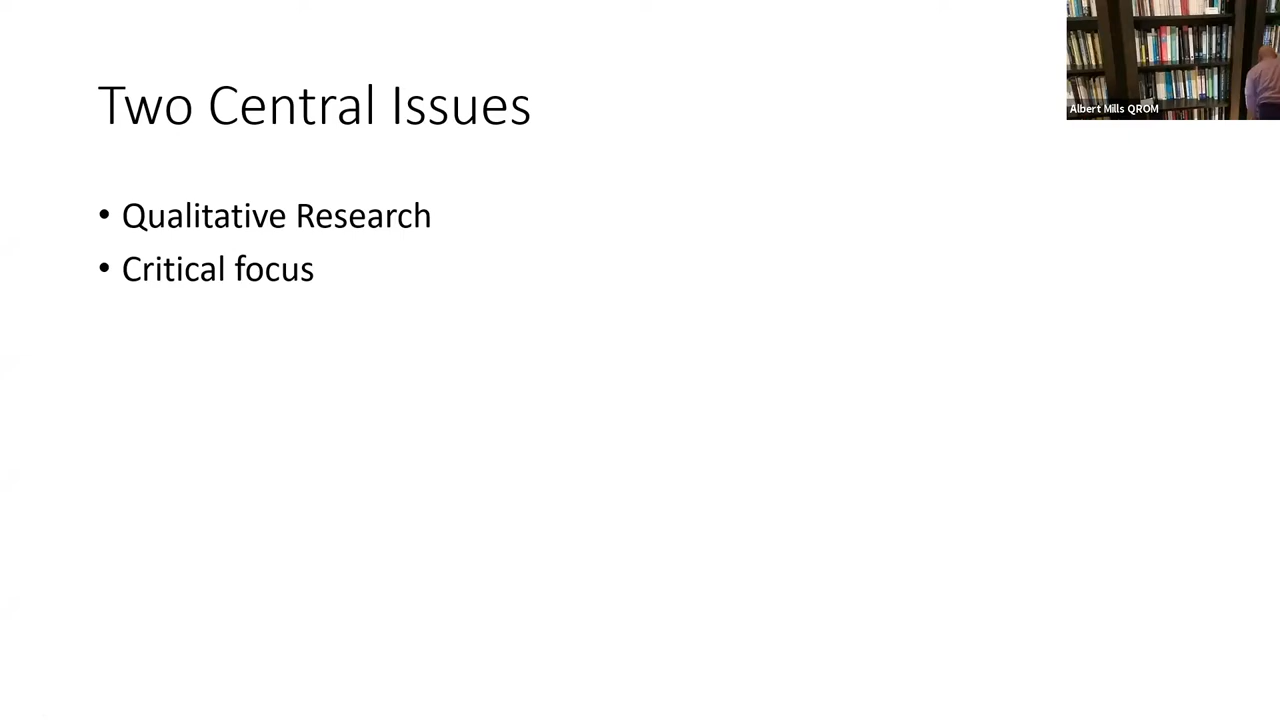 Two Central Issues
• Qualitative Research
• Critical focus
Albert Mills QROM